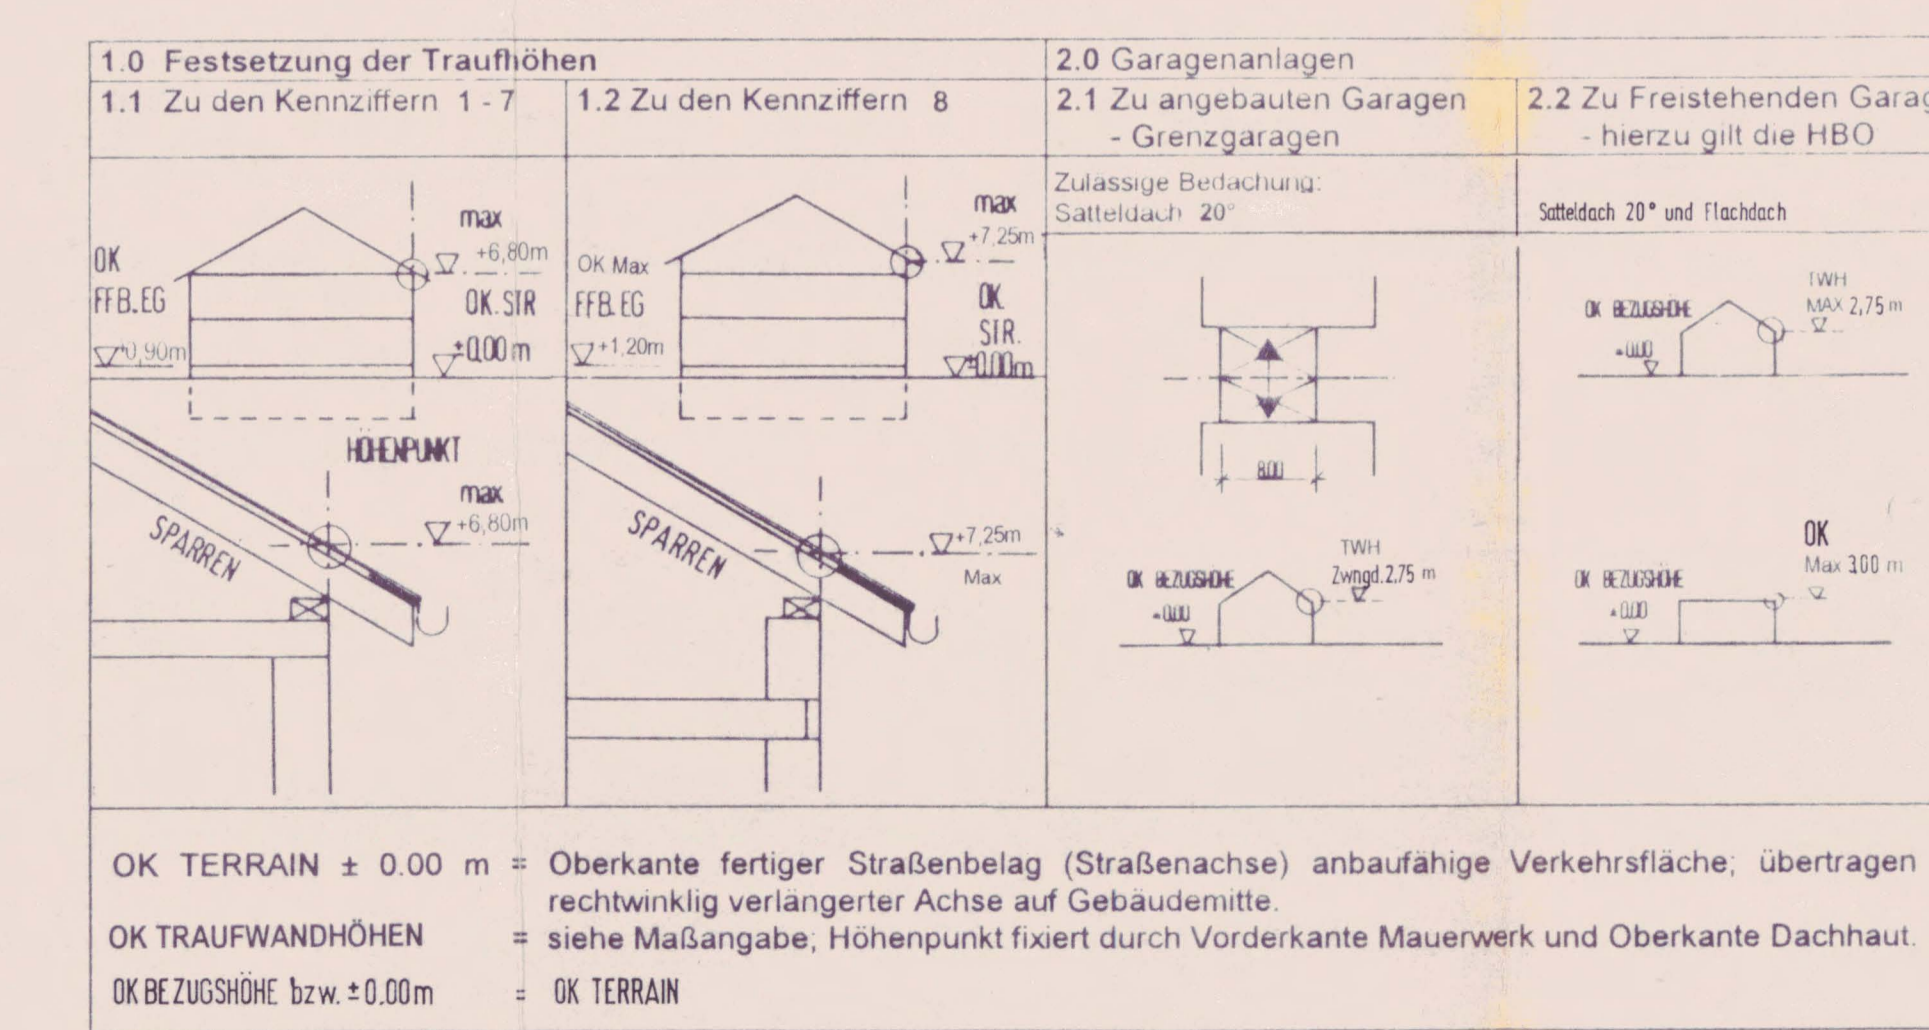 1.0 Festsetzung der Traufhöhen
2.0 Garagenanlagen
1.1 Zu den Kennziffern 1 - 7
1.2 Zu den Kennziffern 8
2.1 Zu angebauten Garagen
- Grenzgaragen
2.2 Zu Freistehenden Garag
- hierzu gilt die HBO
max
+6,80m
OK
FFB.EG
+0,90m
OK.STR
±0.00 m
HÖHENPUNKT
max
+6,80m
SPARREN
max
+7,25m
OK Max
FFB.EG
+1,20m
OK.
STR.
±0.00m
SPARREN
+7,25m
Max
Zulässige Bedachung:
Satteldach 20°
8.00
TWH
Zwngd.2,75 m
OK BEZUGSHÖHE
±0.00
Satteldach 20° und Flachdach
TWH
MAX 2,75 m
OK BEZUGSHÖHE
±0.00
OK
Max 3.00 m
OK BEZUGSHÖHE
±0.00
OK TERRAIN ± 0.00 m = Oberkante fertiger Straßenbelag (Straßenachse) anbaufähige Verkehrsfläche; übertragen
rechtwinklig verlängerter Achse auf Gebäudemitte.
OK TRAUFWANDHÖHEN = siehe Maßangabe; Höhenpunkt fixiert durch Vorderkante Mauerwerk und Oberkante Dachhaut.
OK BEZUGSHÖHE bzw. ±0.00m = OK TERRAIN